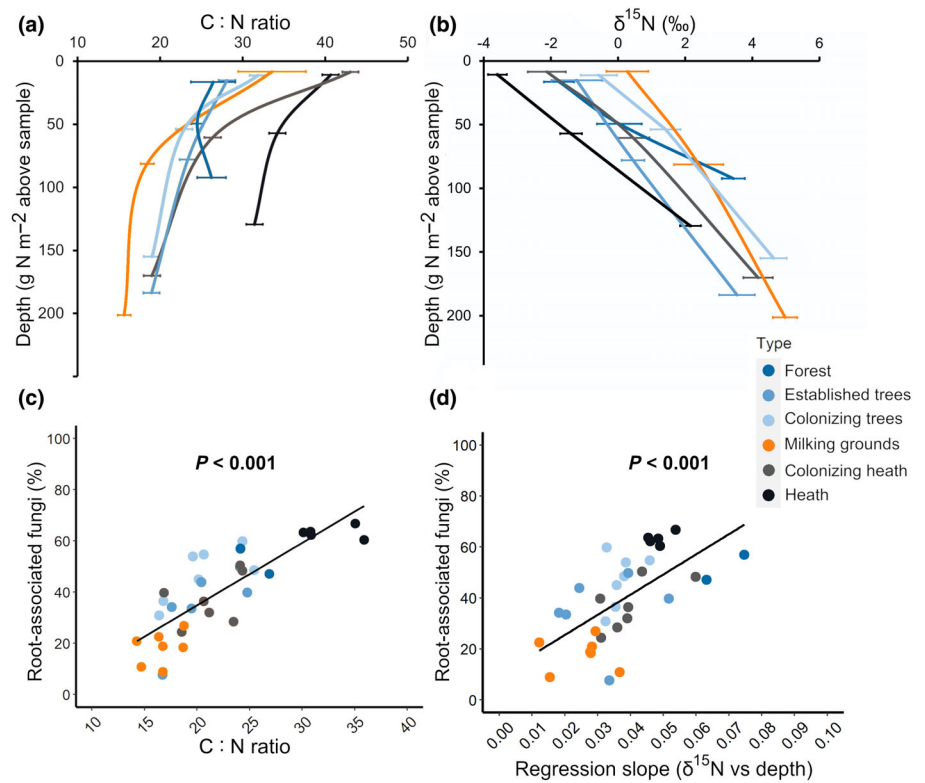 (a)
C : N ratio
10 20 30 40 50
0
50
100
150
200
Depth (g N m−2 above sample)
(b)
δ15N (‰)
-4 -2 0 2 4 6
0
50
100
150
200
Depth (g N m−2 above sample)
Type
Forest
Established trees
Colonizing trees
Milking grounds
Colonizing heath
Heath
(c)
P < 0.001
100
80
60
40
20
0
Root-associated fungi (%)
10 15 20 25 30 35 40
C : N ratio
(d)
P < 0.001
100
80
60
40
20
0
Root-associated fungi (%)
0.00 0.01 0.02 0.03 0.04 0.05 0.06 0.07 0.08 0.09 0.10
Regression slope (δ15N vs depth)